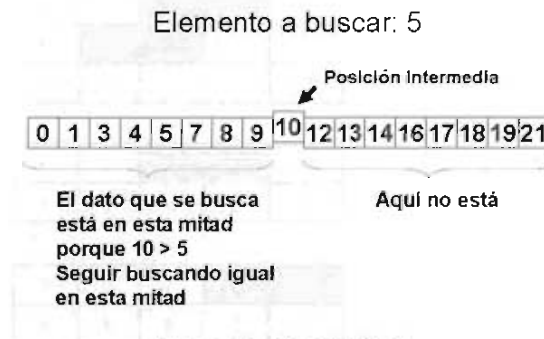 Elemento a buscar: 5
Posición Intermedia
0 1 3 4 5 7 8 9 10 12 13 14 16 17 18 19 21
El dato que se busca
está en esta mitad
porque 10 > 5
Seguir buscando igual
en esta mitad
Aquí no está